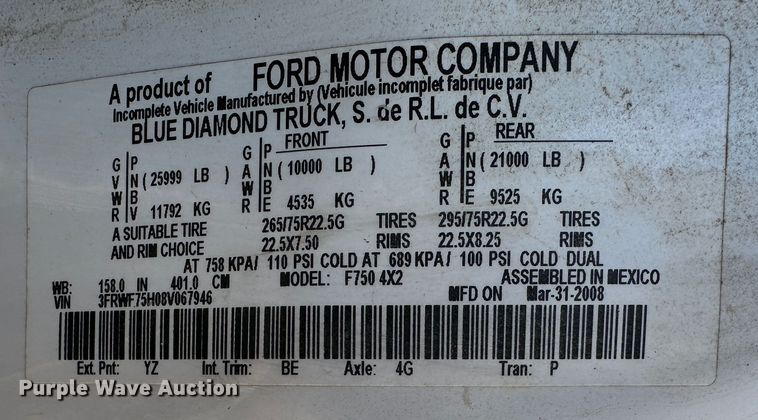 A product of FORD MOTOR COMPANY
Incomplete Vehicle Manufactured by (Vehicule incomplet fabrique par)
BLUE DIAMOND TRUCK, S. de R.L. de C.V.
FRONT REAR
G P G P G P
V N (25999 LB) A N (10000 LB) A N (21000 LB)
W B W B W B
R V 11792 KG R E 4535 KG R E 9525 KG
A SUITABLE TIRE 265/75R22.5G TIRES 295/75R22.5G TIRES
AND RIM CHOICE 22.5X7.50 RIMS 22.5X8.25 RIMS
AT 758 KPA/ 110 PSI COLD AT 689 KPA/ 100 PSI COLD DUAL
WB: 158.0 IN 401.0 CM MODEL: F750 4X2 ASSEMBLED IN MEXICO
VIN 3FRWF75H08V067946 MFD ON Mar-31-2008
Ext. Pnt: YZ Int. Trim: BE Axle: 4G Tran: P
Purple Wave Auction